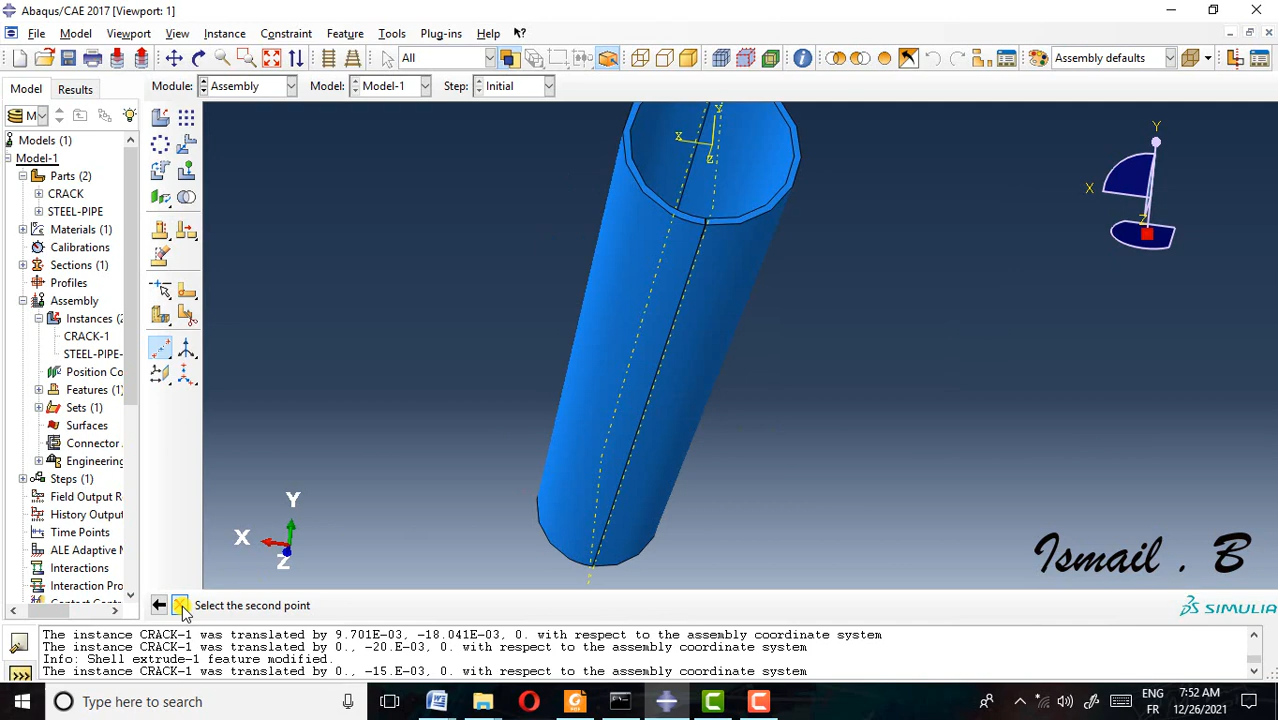 Abaqus/CAE 2017 [Viewport: 1]
File Model Viewport View Instance Constraint Feature Tools Plug-ins Help
All
Assembly defaults
Model Results
Module: Assembly Model: Model-1 Step: Initial
M
Models (1)
Model-1
Parts (2)
CRACK
STEEL-PIPE
Materials (1)
Calibrations
Sections (1)
Profiles
Assembly
Instances (2
CRACK-1
STEEL-PIPE-
Position Co
Features (1)
Sets (1)
Surfaces
Connector
Engineering
Steps (1)
Field Output R
History Output
Time Points
ALE Adaptive M
Interactions
Interaction Pro
X Y Z
Y
X
Z
Y
X
Z
Ismail . B
Select the second point
SIMULIA
The instance CRACK-1 was translated by 9.701E-03, -18.041E-03, 0. with respect to the assembly coordinate system
The instance CRACK-1 was translated by 0., -20.E-03, 0. with respect to the assembly coordinate system
Info: Shell extrude-1 feature modified.
The instance CRACK-1 was translated by 0., -15.E-03, 0. with respect to the assembly coordinate system
Type here to search
ENG
FR
7:52 AM
12/26/2021